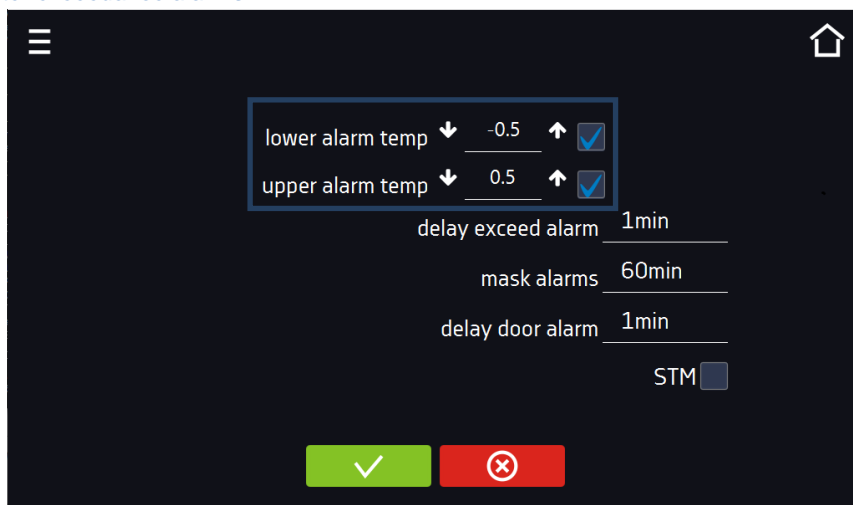 lower alarm temp -0.5
upper alarm temp 0.5
delay exceed alarm 1min
mask alarms 60min
delay door alarm 1min
STM